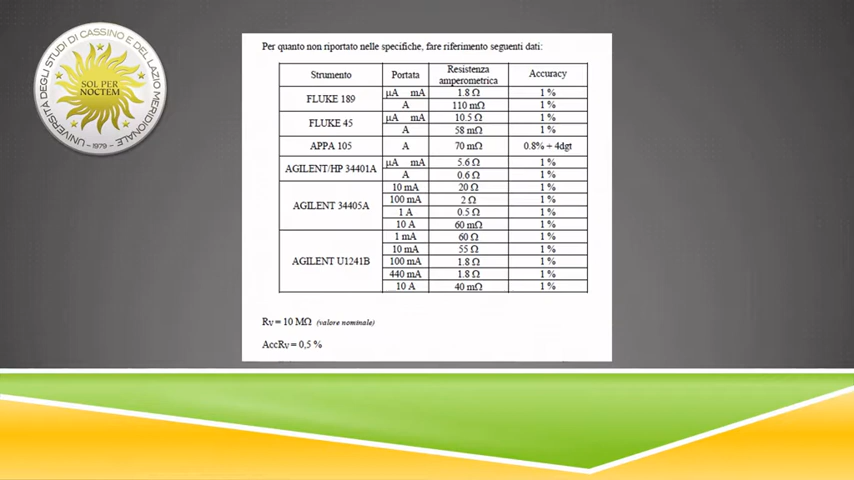 UNIVERSITÀ DEGLI STUDI DI CASSINO E DEL LAZIO MERIDIONALE
SOL PER
NOCTEM
1979
Per quanto non riportato nelle specifiche, fare riferimento seguenti dati:
Strumento Portata Resistenza amperometrica Accuracy
FLUKE 189 µA mA 1.8 Ω 1 %
A 110 mΩ 1 %
FLUKE 45 µA mA 10.5 Ω 1 %
A 58 mΩ 1 %
APPA 105 A 70 mΩ 0.8% + 4dgt
AGILENT/HP 34401A µA mA 5.6 Ω 1 %
A 0.6 Ω 1 %
AGILENT 34405A 10 mA 20 Ω 1 %
100 mA 2 Ω 1 %
1 A 0.5 Ω 1 %
10 A 60 mΩ 1 %
AGILENT U1241B 1 mA 60 Ω 1 %
10 mA 55 Ω 1 %
100 mA 1.8 Ω 1 %
440 mA 1.8 Ω 1 %
10 A 40 mΩ 1 %
RV = 10 MΩ (valore nominale)
AccRV = 0,5 %